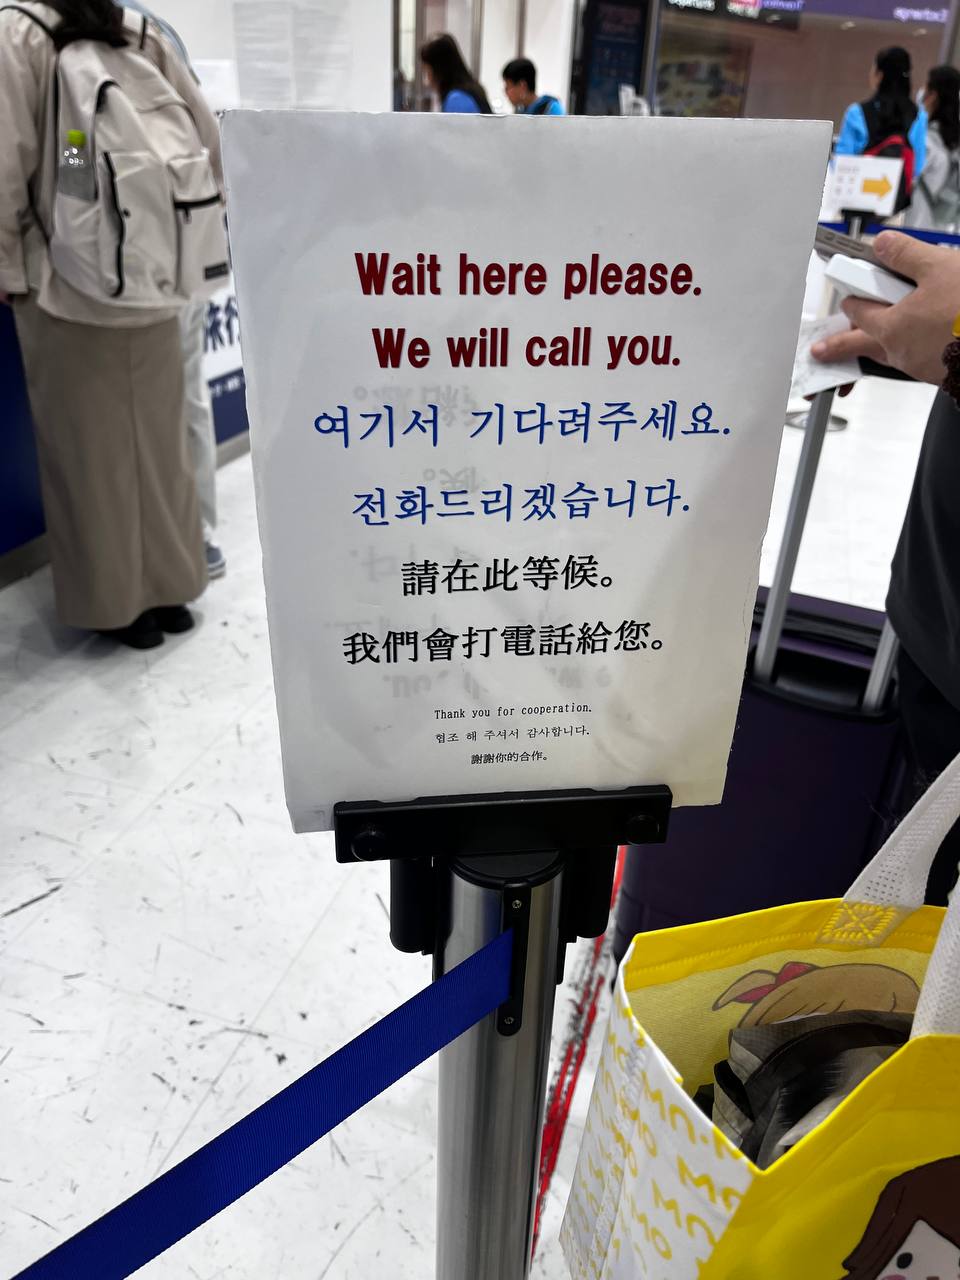 Wait here please.
We will call you.
여기서 기다려주세요.
전화드리겠습니다.
請在此等候。
我們會打電話給您。
Thank you for cooperation.
협조 해 주셔서 감사합니다.
謝謝你的合作。
旅行